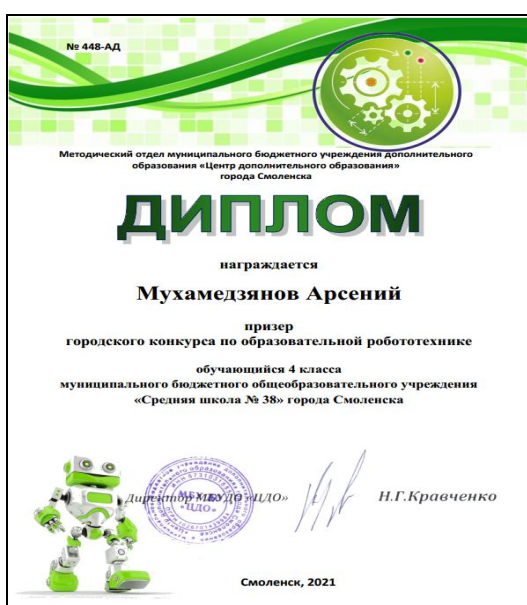 № 448-АД
Методический отдел муниципального бюджетного учреждения дополнительного
образования «Центр дополнительного образования»
города Смоленска
ДИПЛОМ
награждается
Мухамедзянов Арсений
призер
городского конкурса по образовательной робототехнике
обучающийся 4 класса
муниципального бюджетного общеобразовательного учреждения
«Средняя школа № 38» города Смоленска
Директор МБУДО «ЦДО»
Н.Г.Кравченко
Смоленск, 2021